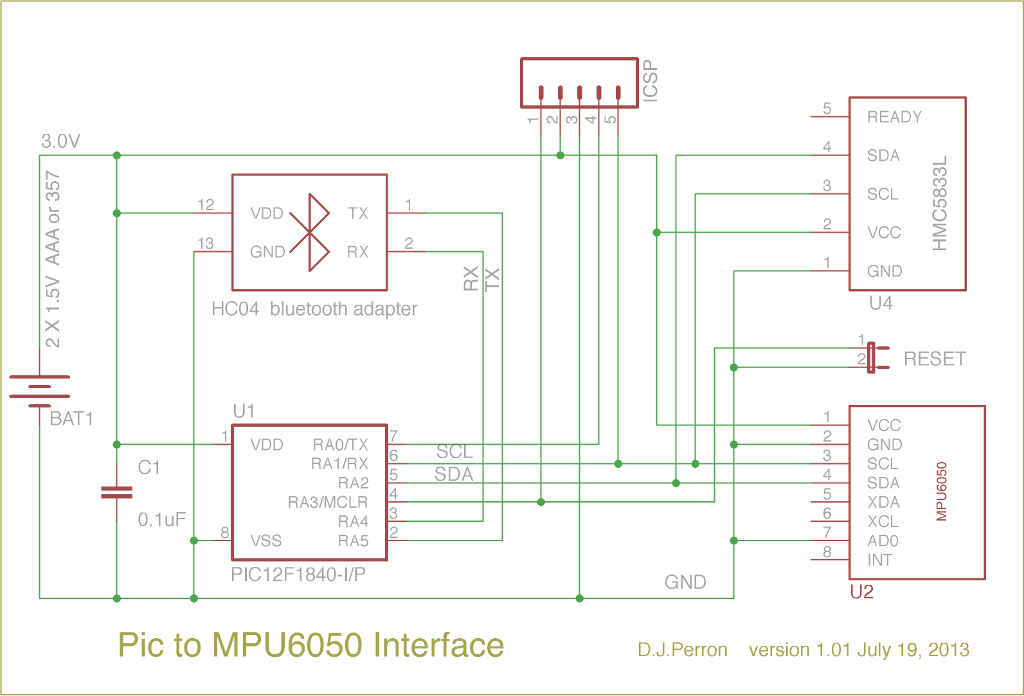 ICSP
1 2 3 4 5
3.0V
2 X 1.5V AAA or 357
BAT1
12 VDD TX 1
13 GND RX 2
HC04 bluetooth adapter
RX
TX
5 READY
4 SDA
3 SCL
2 VCC
1 GND
HMC5833L
U4
1
2
RESET
U1
1 VDD RA0/TX 7
RA1/RX 6 SCL
RA2 5 SDA
RA3/MCLR 4
RA4 3
8 VSS RA5 2
PIC12F1840-I/P
C1
0.1uF
1 VCC
2 GND
3 SCL
4 SDA
5 XDA
6 XCL
7 AD0
8 INT
MPU6050
U2
GND
Pic to MPU6050 Interface
D.J.Perron version 1.01 July 19, 2013